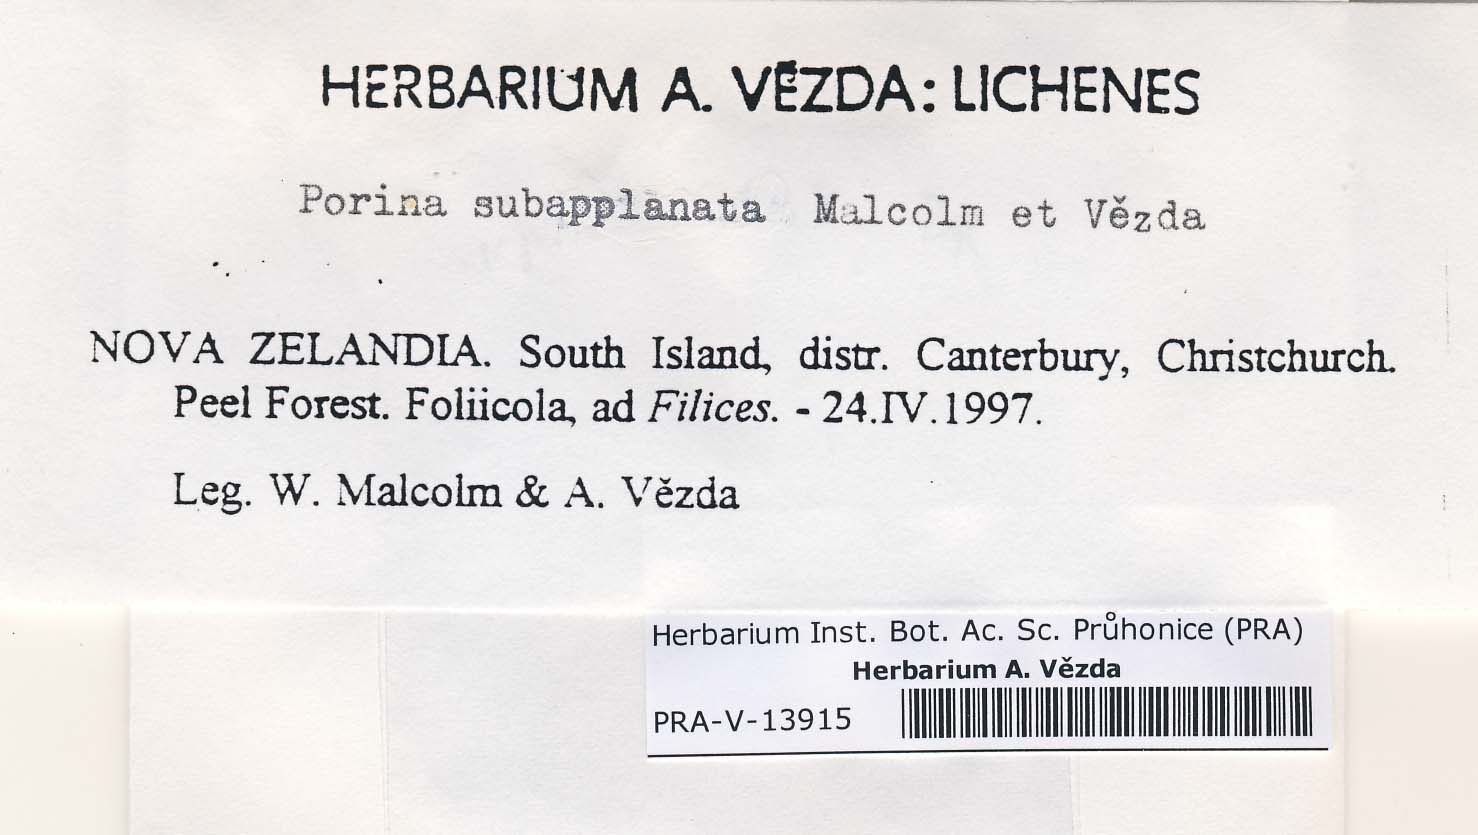 HERBARIUM A. VĚZDA: LICHENES
Porina subapplanata Malcolm et Vězda
NOVA ZELANDIA. South Island, distr. Canterbury, Christchurch.
Peel Forest. Foliicola, ad Filices. - 24.IV.1997.
Leg. W. Malcolm & A. Vězda
Herbarium Inst. Bot. Ac. Sc. Průhonice (PRA)
Herbarium A. Vězda
PRA-V-13915